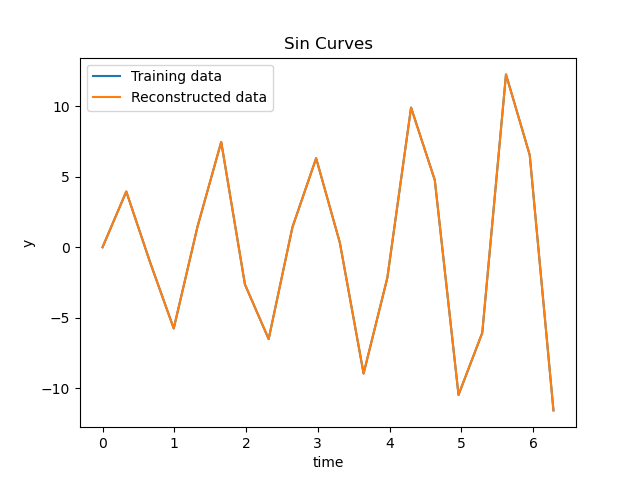 Sin Curves
Training data
Reconstructed data
10
5
0
−5
−10
y
0 1 2 3 4 5 6
time